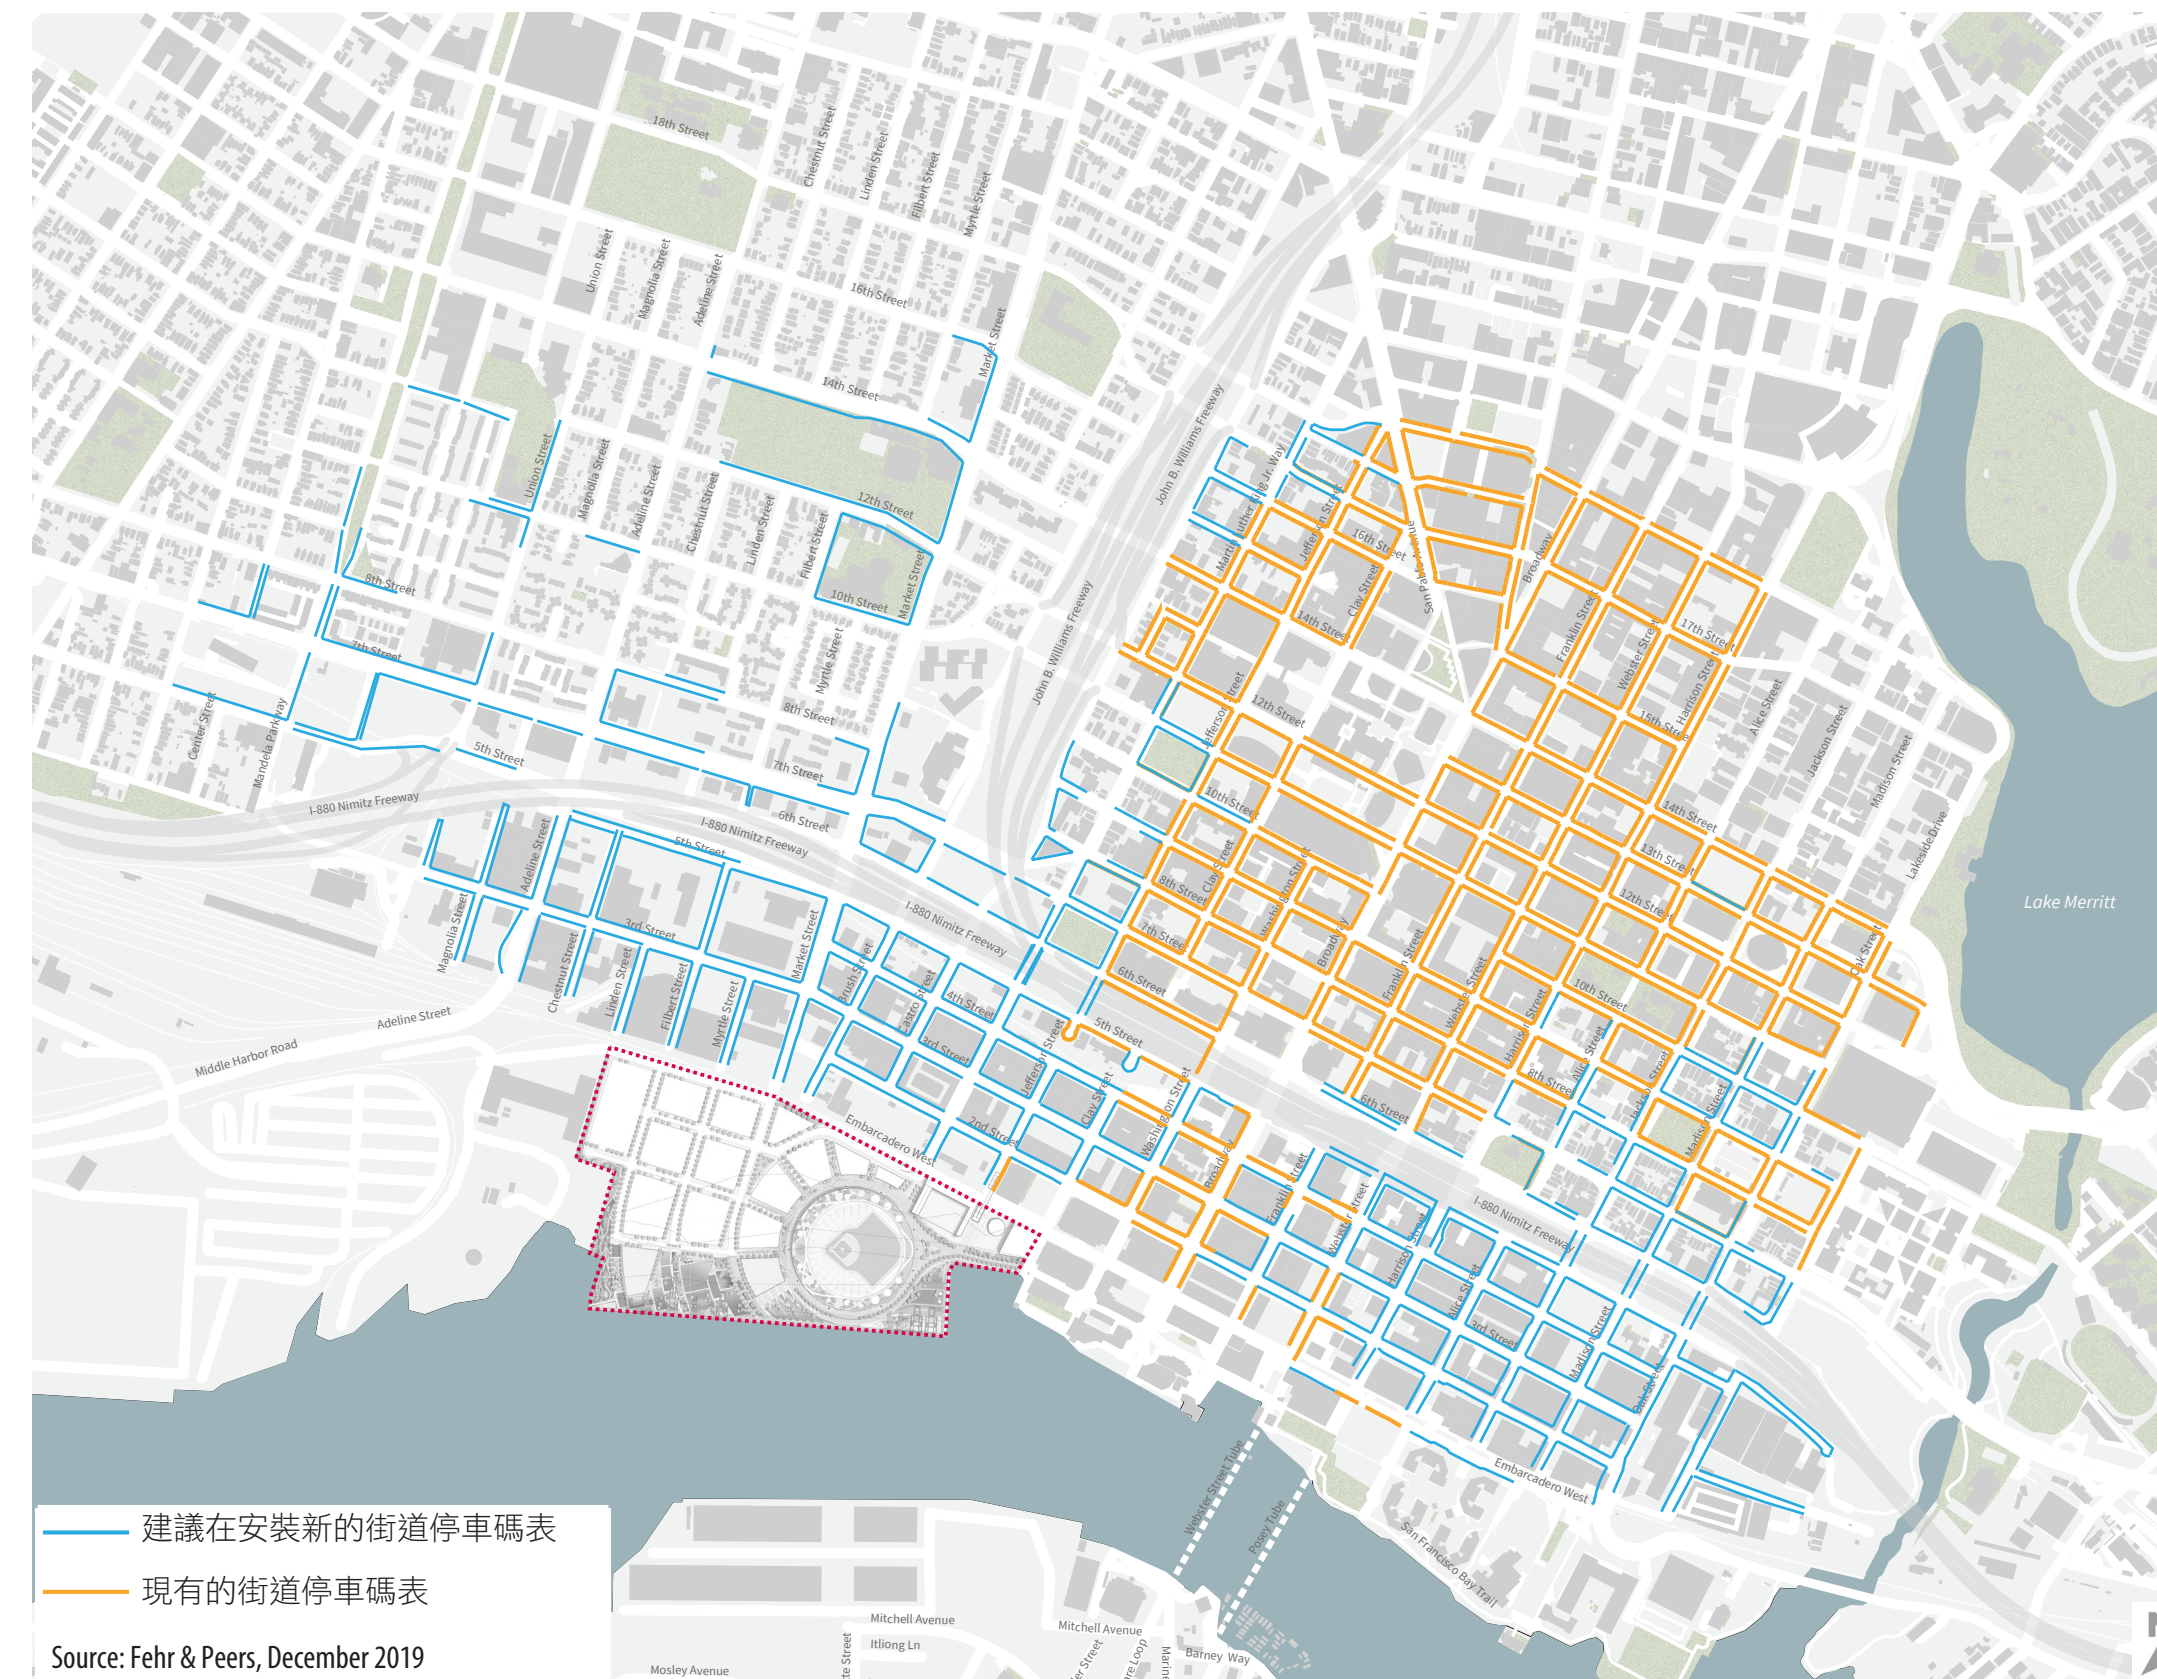 18th Street
Chestnut Street
Linden Street
Filbert Street
Myrtle Street
Union Street
Magnolia Street
Adeline Street
16th Street
Market Street
14th Street
John B. Williams Freeway
Union Street
Magnolia Street
Adeline Street
Chestnut Street
Linden Street
Filbert Street
12th Street
Market Street
10th Street
8th Street
7th Street
Myrtle Street
8th Street
John B. Williams Freeway
Center Street
Mandela Parkway
5th Street
7th Street
6th Street
I-880 Nimitz Freeway
I-880 Nimitz Freeway
5th Street
Adeline Street
Magnolia Street
3rd Street
Chestnut Street
Linden Street
Filbert Street
Myrtle Street
Market Street
Brush Street
Castro Street
I-880 Nimitz Freeway
4th Street
3rd Street
Jefferson Street
Clay Street
2nd Street
Washington Street
Broadway
Embarcadero West
Adeline Street
Middle Harbor Road
Martin Luther King Jr. Way
Jefferson Street
16th Street
Clay Street
14th Street
San Pablo Avenue
Broadway
Franklin Street
Webster Street
17th Street
Harrison Street
15th Street
Alice Street
Jackson Street
Madison Street
Lakeside Drive
14th Street
13th Street
12th Street
Lake Merritt
Oak Street
Jefferson Street
12th Street
10th Street
Clay Street
8th Street
Washington Street
7th Street
Broadway
6th Street
5th Street
Franklin Street
Webster Street
Harrison Street
10th Street
Alice Street
8th Street
Jackson Street
Madison Street
6th Street
I-880 Nimitz Freeway
Franklin Street
Webster Street
Harrison Street
Alice Street
3rd Street
Madison Street
Oak Street
Embarcadero West
San Francisco Bay Trail
Webster Street Tube
Posey Tube
Mitchell Avenue
Itliong Ln
Mitchell Avenue
Barney Way
Mosley Avenue
建議在安裝新的街道停車碼表
現有的街道停車碼表
Source: Fehr & Peers, December 2019